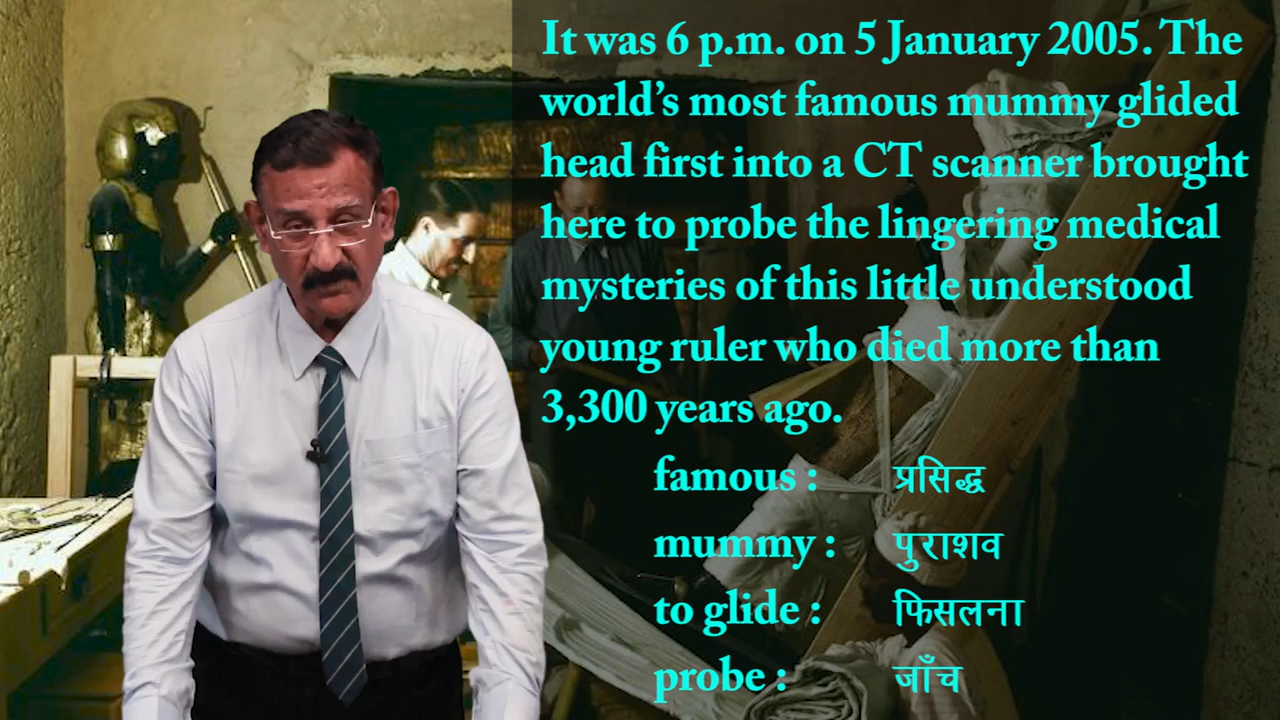 It was 6 p.m. on 5 January 2005. The
world’s most famous mummy glided
head first into a CT scanner brought
here to probe the lingering medical
mysteries of this little understood
young ruler who died more than
3,300 years ago.
famous : प्रसिद्ध
mummy : पुराशव
to glide : फिसलना
probe : जाँच